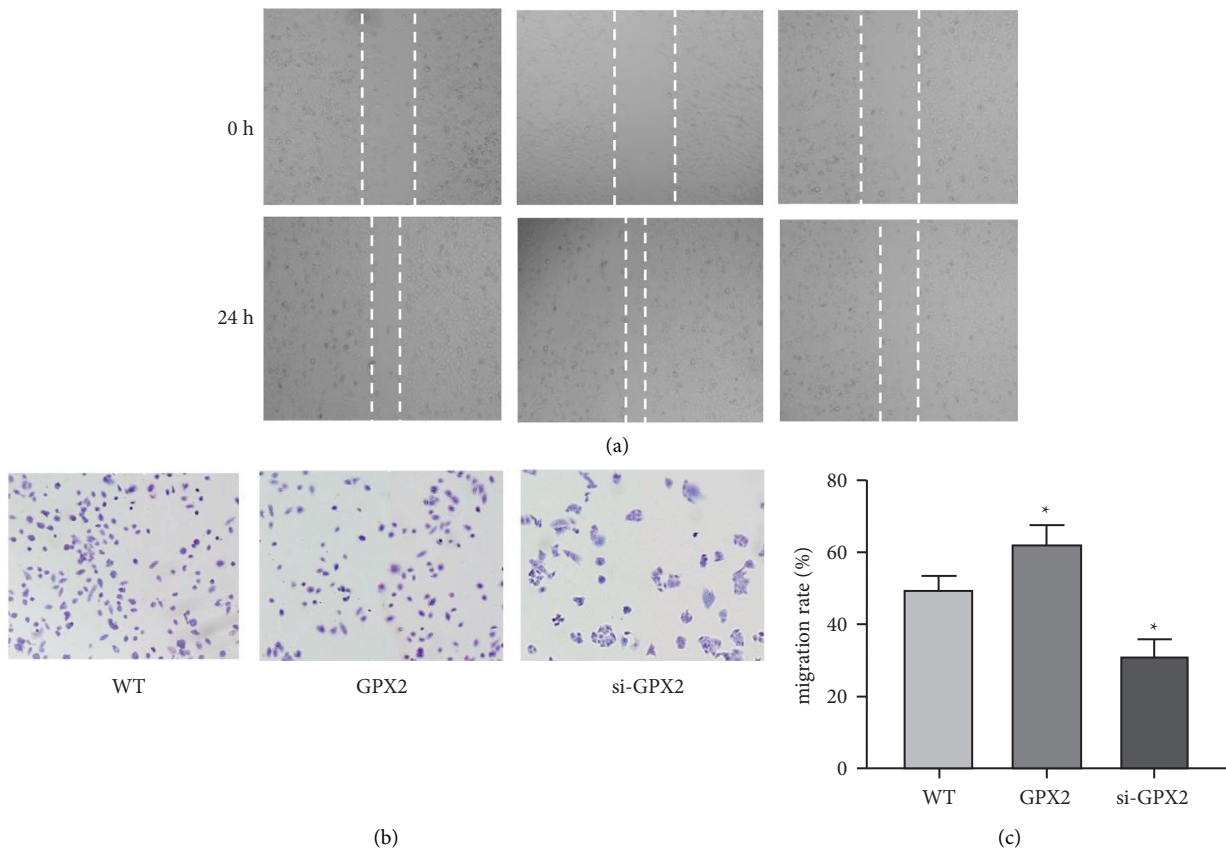 0 h
24 h
(a)
WT
GPX2
si-GPX2
(b)
migration rate (%)
80
60
40
20
0
*
*
WT
GPX2
si-GPX2
(c)